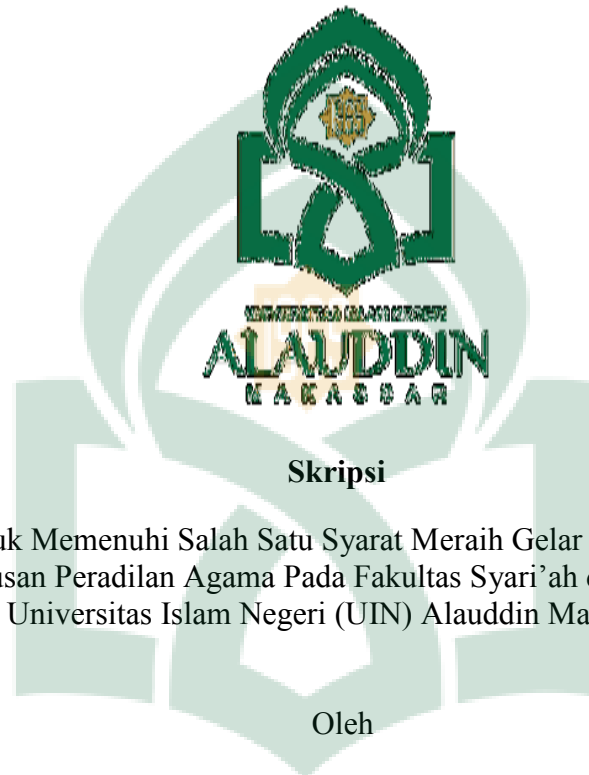 ALAUDDIN
MAKASSAR
Skripsi
uk Memenuhi Salah Satu Syarat Meraih Gelar
usan Peradilan Agama Pada Fakultas Syari’ah
Universitas Islam Negeri (UIN) Alauddin Ma
Oleh